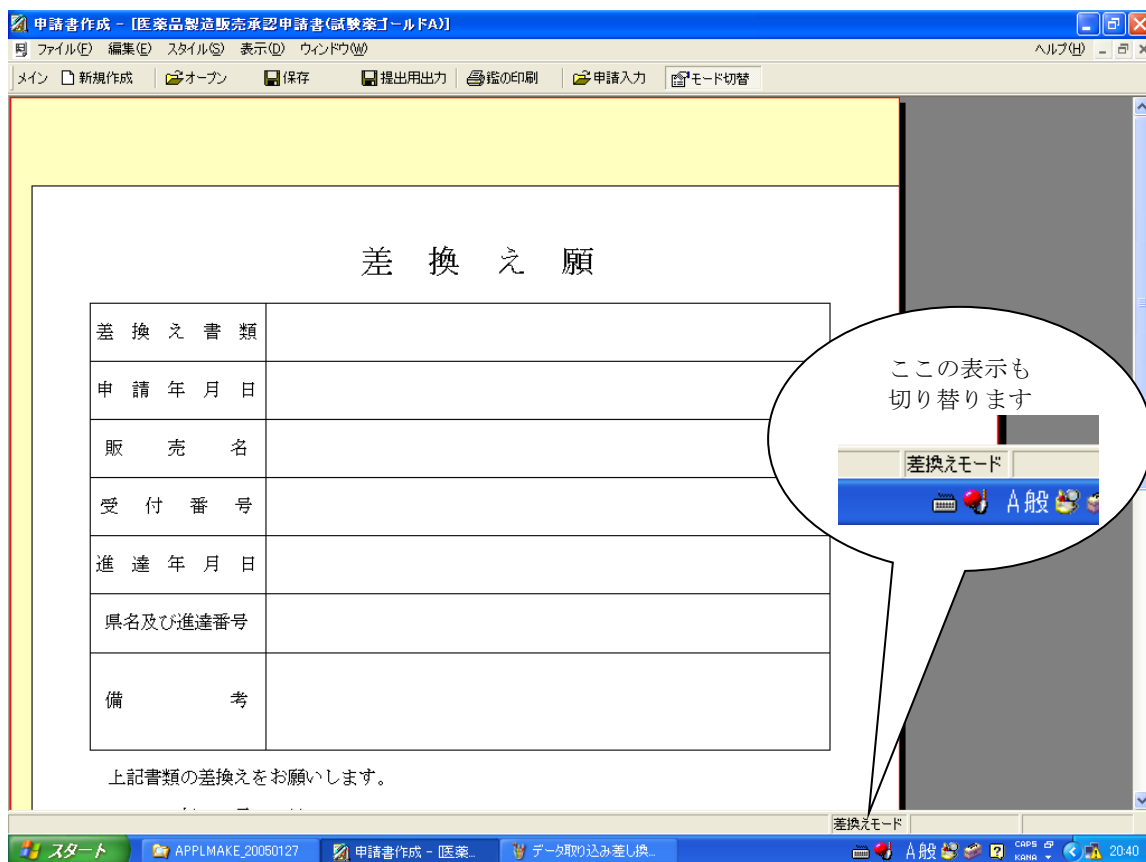 申請書作成 - [医薬品製造販売承認申請書(試験薬ゴールドA)]
ファイル(F) 編集(E) スタイル(S) 表示(D) ウィンドウ(W) ヘルプ(H)
メイン 新規作成 オープン 保存 提出用出力 鑑の印刷 申請入力 モード切替
差 換 え 願
差 換 え 書 類
申 請 年 月 日
販 売 名
受 付 番 号
進 達 年 月 日
県名及び進達番号
備 考
上記書類の差換えをお願いします。
ここの表示も
切り替ります
差換えモード
A 般
差換えモード
スタート APPLMAKE_20050127 申請書作成 - [医薬... データ取り込み差し換... A 般 CAPS KANA 20:40